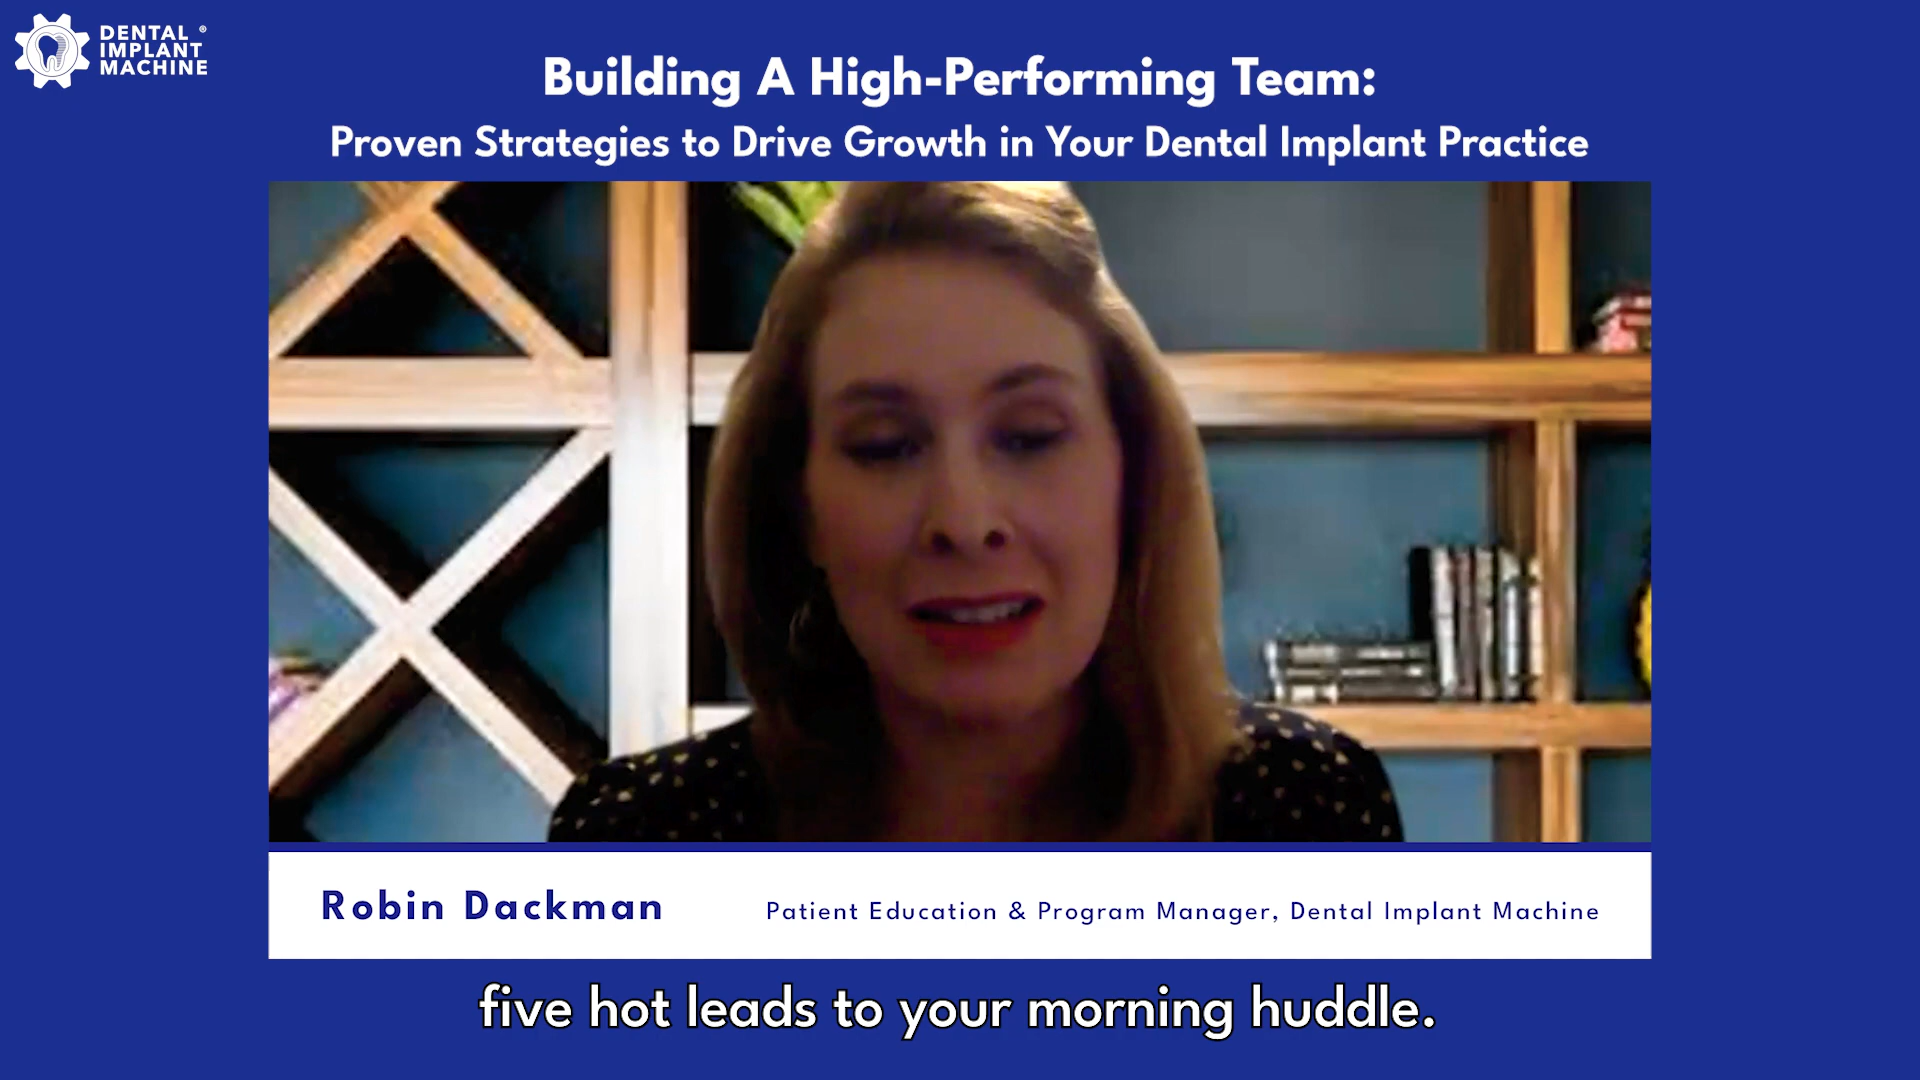 DENTAL ®
IMPLANT
MACHINE
Building A High-Performing Team:
Proven Strategies to Drive Growth in Your Dental Implant Practice
Robin Dackman
Patient Education & Program Manager, Dental Implant Machine
five hot leads to your morning huddle.